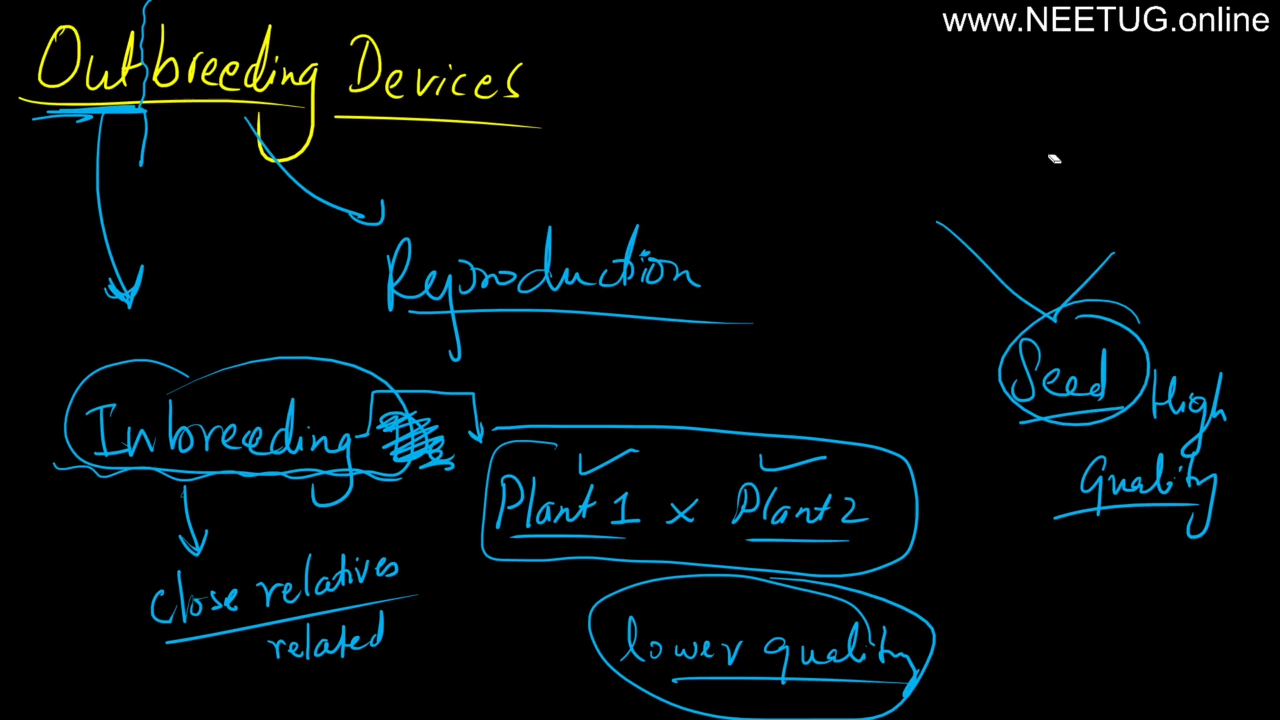 www.NEETUG.online
Outbreeding Devices
Reproduction
Seed
High
Quality
Inbreeding
Plant 1 x Plant 2
close relatives
related
lower quality